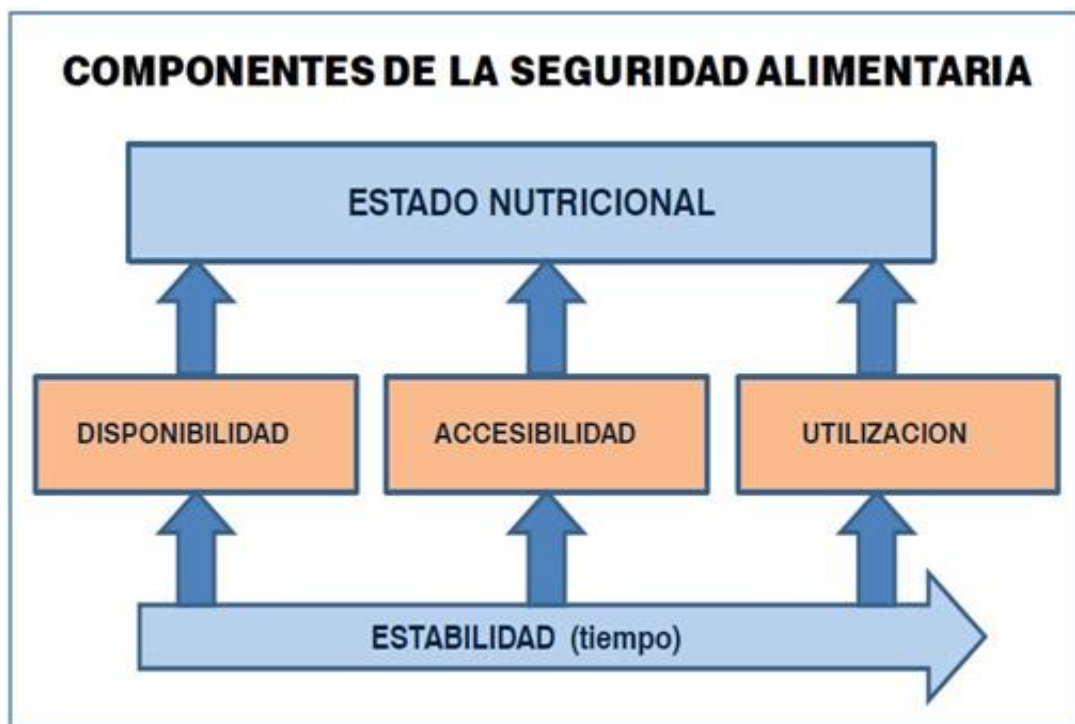 COMPONENTES DE LA SEGURIDAD ALIMENTARIA
ESTADO NUTRICIONAL
DISPONIBILIDAD
ACCESIBILIDAD
UTILIZACION
ESTABILIDAD (tiempo)